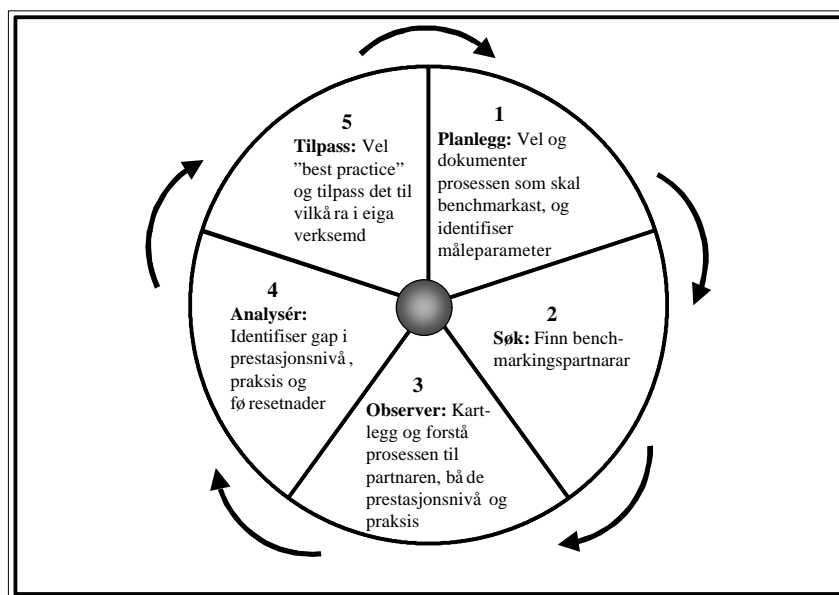 1
Planlegg: Vel og
dokumenter
prosessen som skal
benchmarkast, og
identifiser
måleparameter
2
Søk: Finn bench-
markingspartnarar
3
Observer: Kart-
legg og forstå
prosessen til
partnaren, både
prestasjonsnivå og
praksis
4
Analysér:
Identifiser gap i
prestasjonsnivå,
praksis og
føresetnader
5
Tilpass: Vel
”best practice”
og tilpass det til
vilkåra i eiga
verksemd